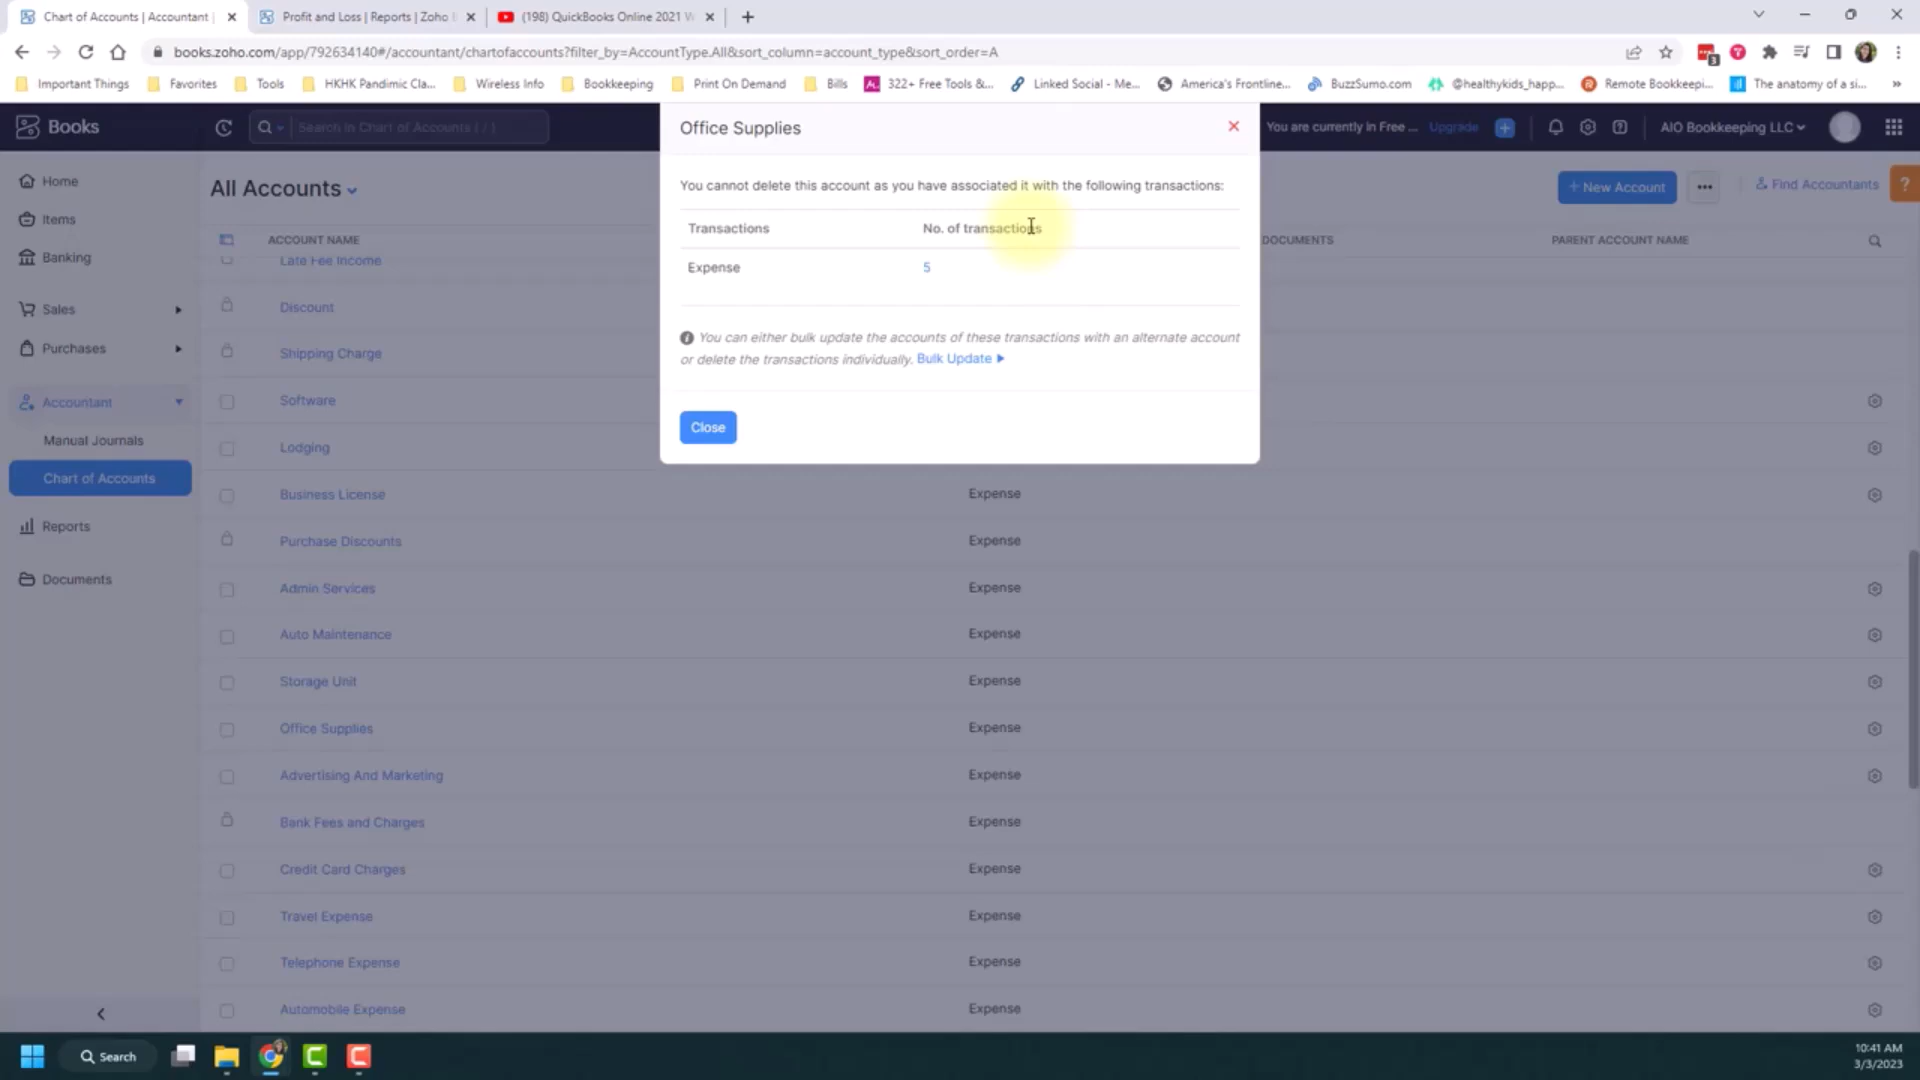 Chart of Accounts | Accountant |
Profit and Loss | Reports | Zoho
(198) QuickBooks Online 2021
books.zoho.com/app/792634140#/accountant/chartofaccounts?filter_by=AccountType.All&sort_column=account_type&sort_order=A
Important Things
Favorites
Tools
HKHK Pandimic Cla...
Wireless Info
Bookkeeping
Print On Demand
Bills
322+ Free Tools &...
Linked Social - Me...
America's Frontline...
BuzzSumo.com
@healthykids_happ...
Remote Bookkeepi...
The anatomy of a si...
Books
Search in Chart of Accounts ( / )
You are currently in Free ...
Upgrade
AIO Bookkeeping LLC
Home
Items
Banking
Sales
Purchases
Accountant
Manual Journals
Chart of Accounts
Reports
Documents
All Accounts
+ New Account
Find Accountants
?
ACCOUNT NAME
DOCUMENTS
PARENT ACCOUNT NAME
Late Fee Income
Discount
Shipping Charge
Software
Lodging
Business License Expense
Purchase Discounts Expense
Admin Services Expense
Auto Maintenance Expense
Storage Unit Expense
Office Supplies Expense
Advertising And Marketing Expense
Bank Fees and Charges Expense
Credit Card Charges Expense
Travel Expense Expense
Telephone Expense Expense
Automobile Expense Expense
Office Supplies
You cannot delete this account as you have associated it with the following transactions:
Transactions No. of transactions
Expense 5
You can either bulk update the accounts of these transactions with an alternate account
or delete the transactions individually. Bulk Update
Close
Search
10:41 AM
3/3/2023